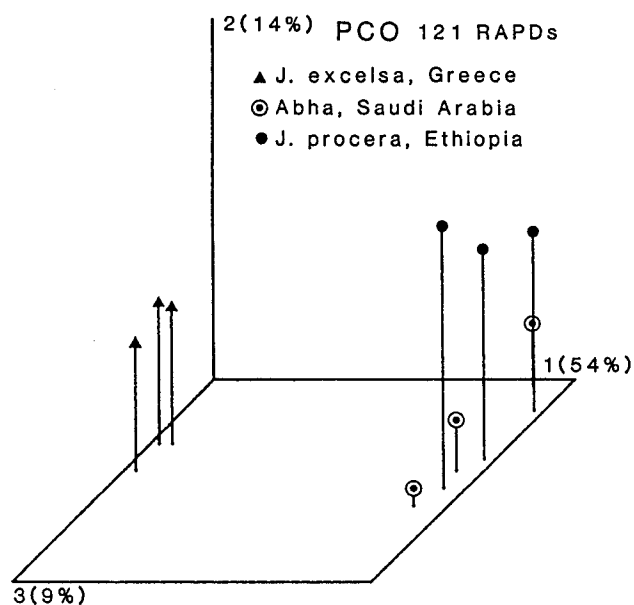 2(14%) PCO 121 RAPDs
J. excelsa, Greece
Abha, Saudi Arabia
J. procera, Ethiopia
1(54%)
3(9%)